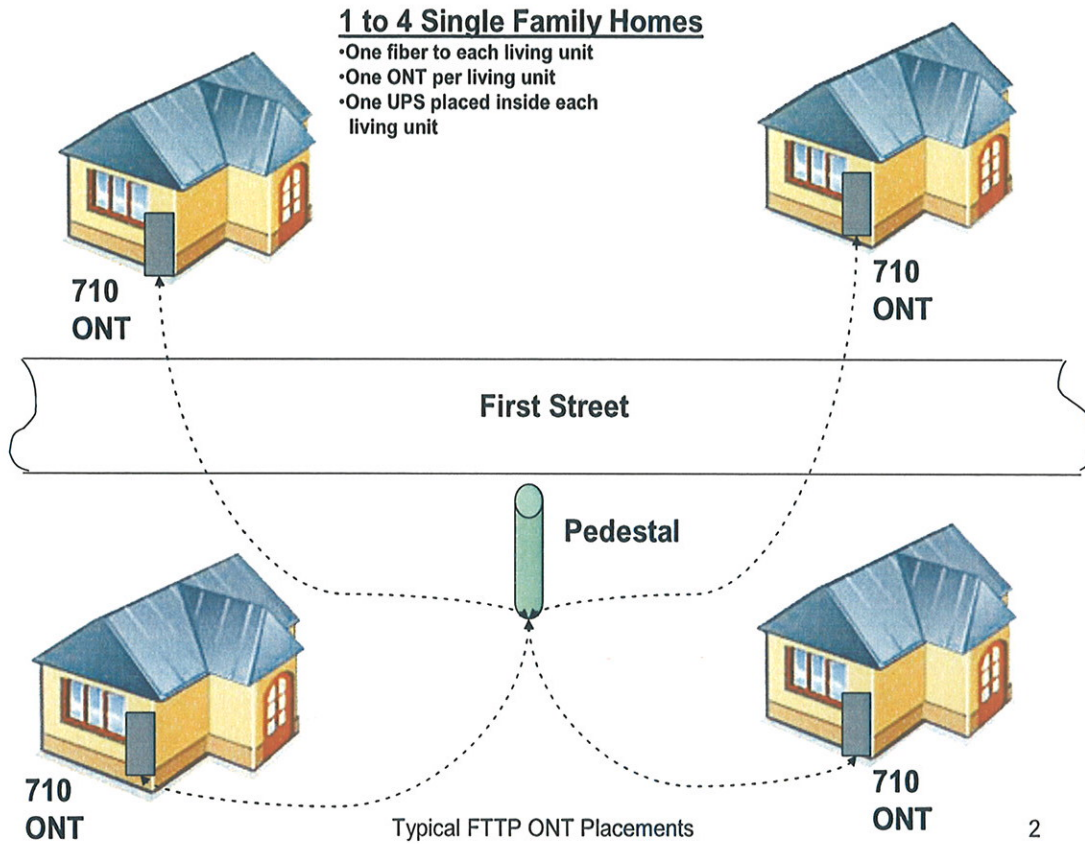 1 to 4 Single Family Homes
•One fiber to each living unit
•One ONT per living unit
•One UPS placed inside each
living unit
710
ONT
710
ONT
First Street
Pedestal
710
ONT
710
ONT
Typical FTTP ONT Placements
2